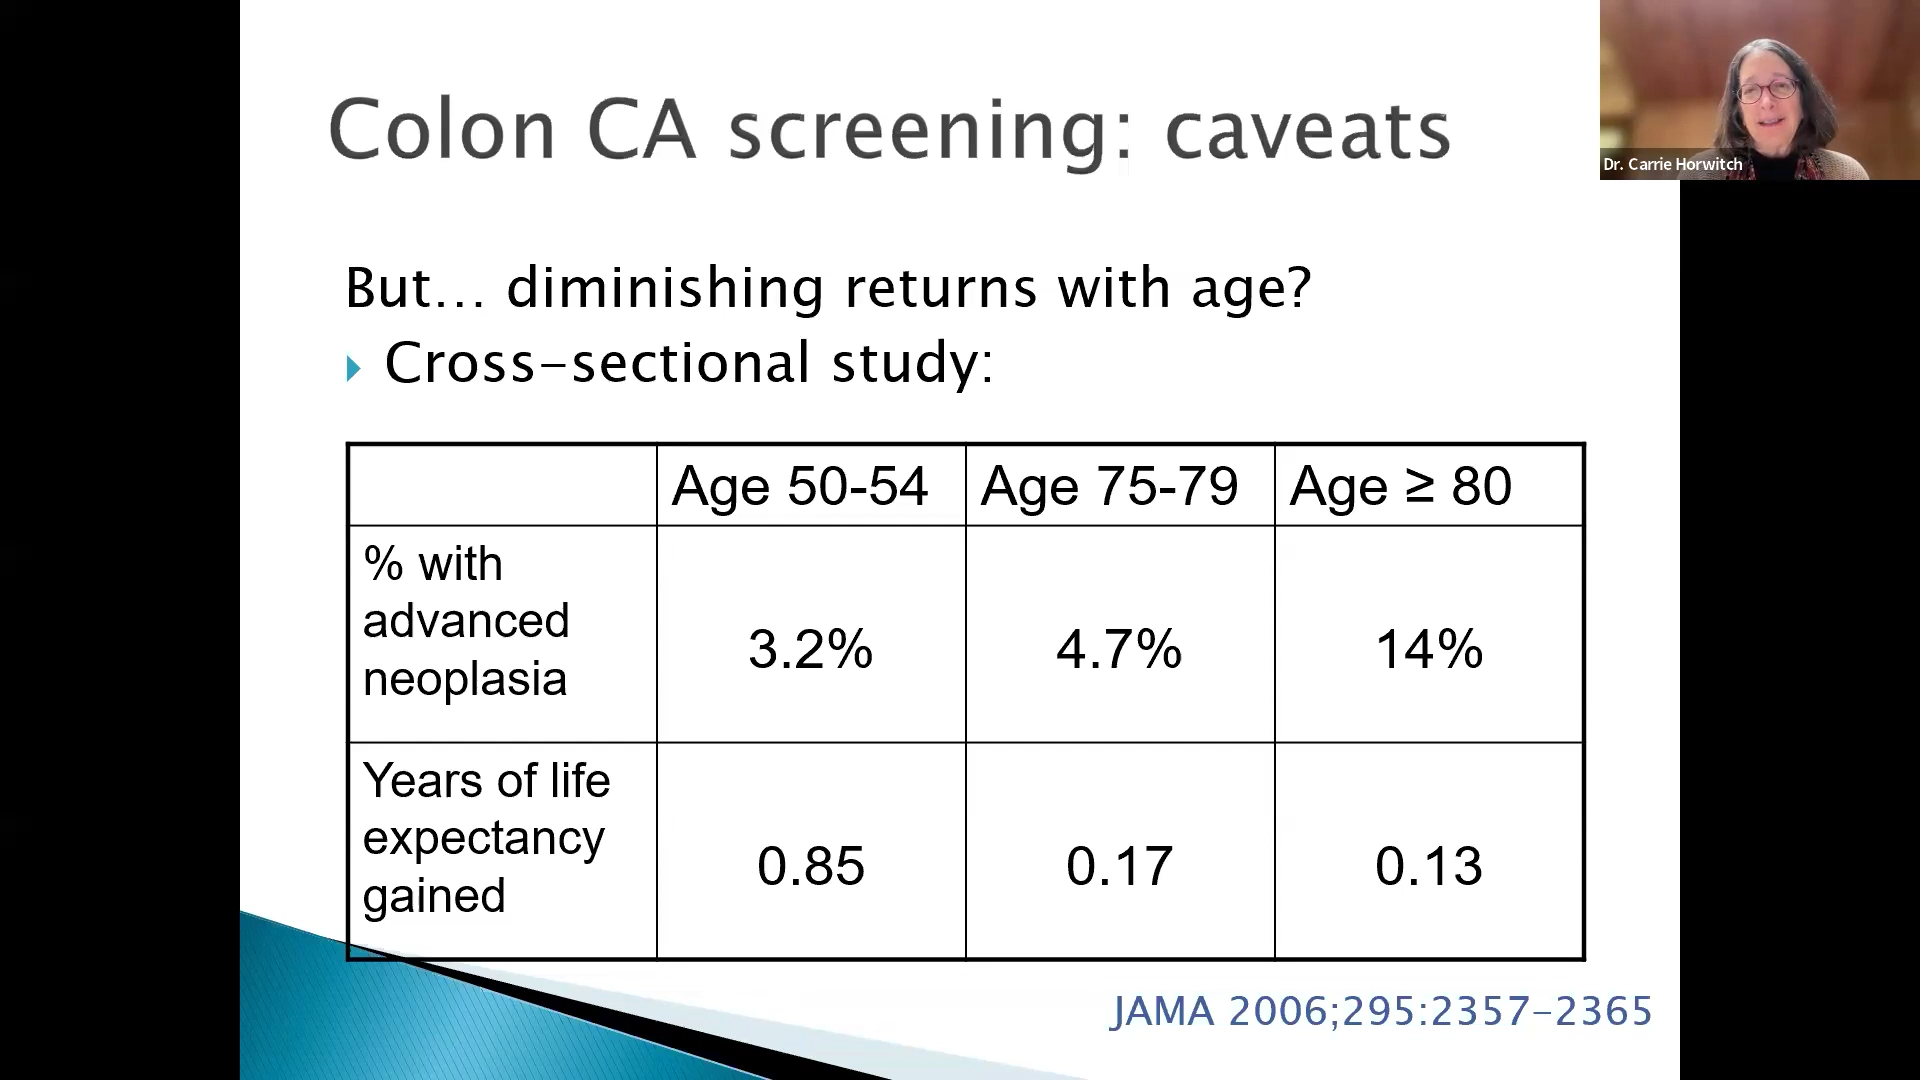 Colon CA screening: caveats
Dr. Carrie Horwitch
But... diminishing returns with age?
Cross-sectional study:
Age 50-54
Age 75-79
Age ≥ 80
% with
advanced
neoplasia
3.2%
4.7%
14%
Years of life
expectancy
gained
0.85
0.17
0.13
JAMA 2006;295:2357-2365